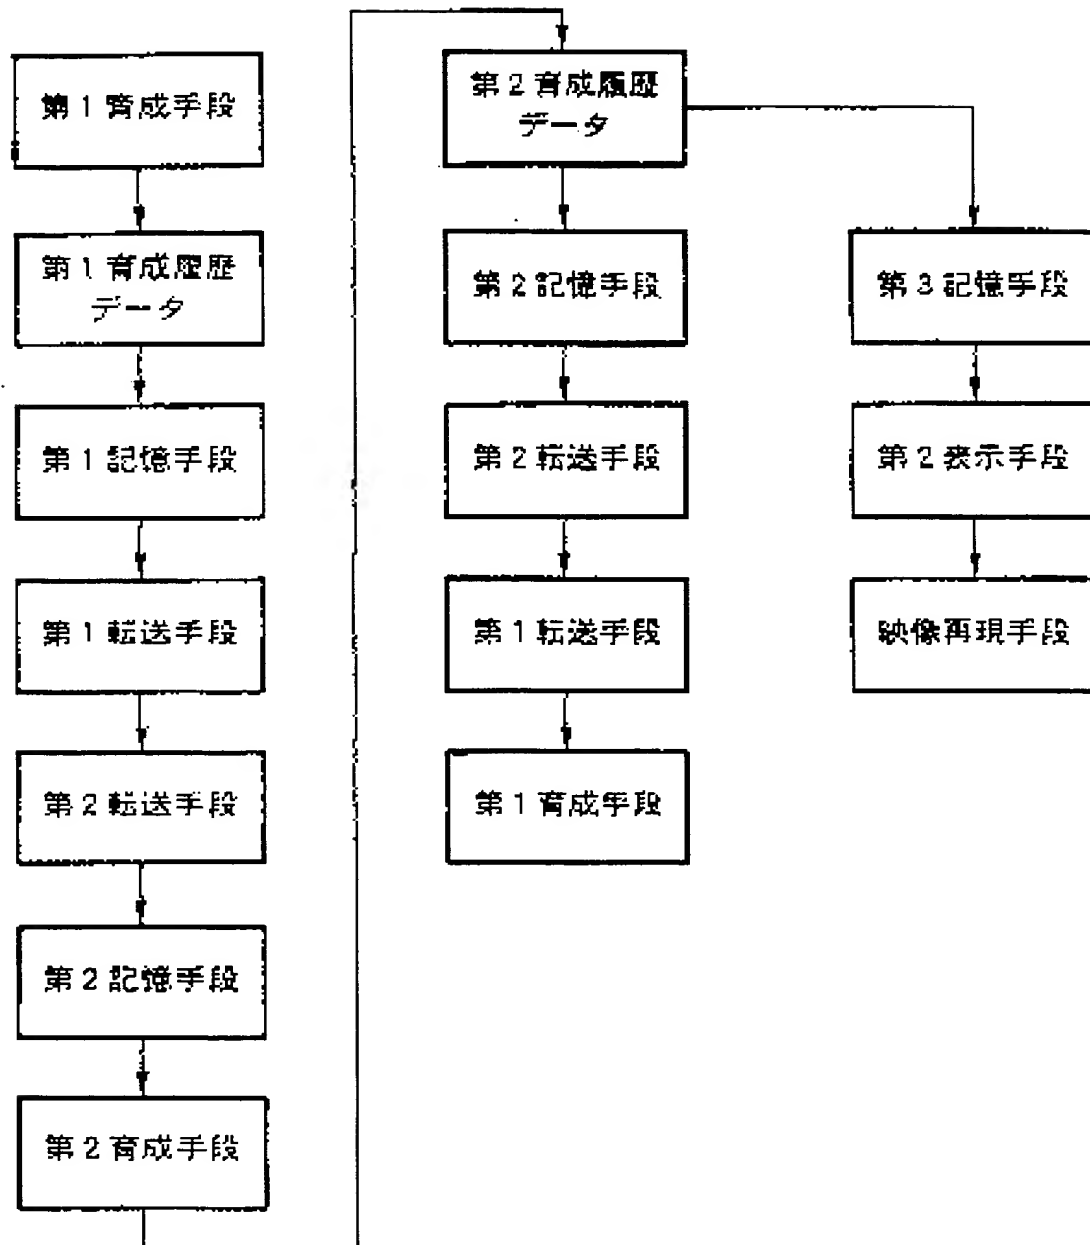 第1育成手段
第1育成履歴
データ
第1記憶手段
第1転送手段
第2転送手段
第2記憶手段
第2育成手段
第2育成履歴
データ
第2記憶手段
第2転送手段
第1転送手段
第1育成手段
第3記憶手段
第2表示手段
映像再現手段